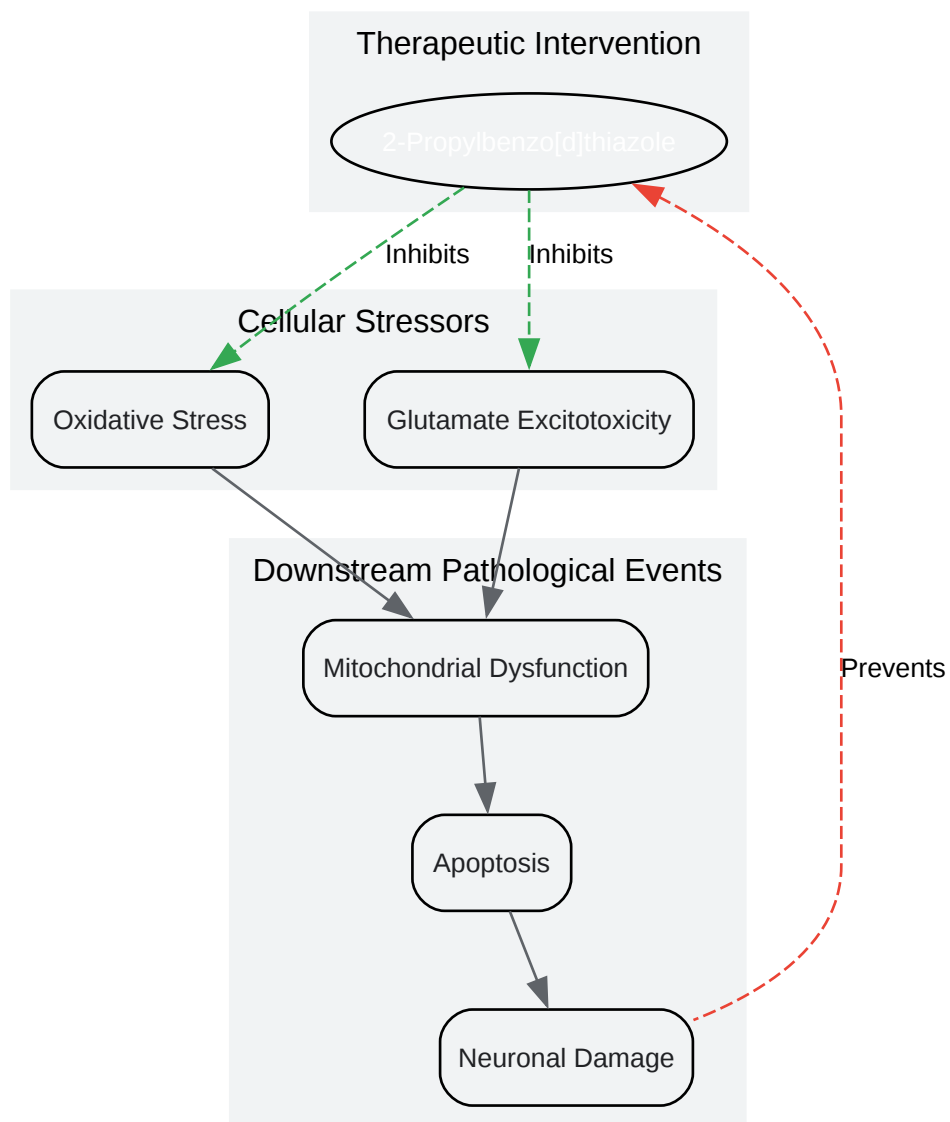 Therapeutic Intervention
2-Propylbenzo[d]thiazole
Inhibits
Inhibits
Cellular Stressors
Oxidative Stress
Glutamate Excitotoxicity
Downstream Pathological Events
Mitochondrial Dysfunction
Prevents
Apoptosis
Neuronal Damage